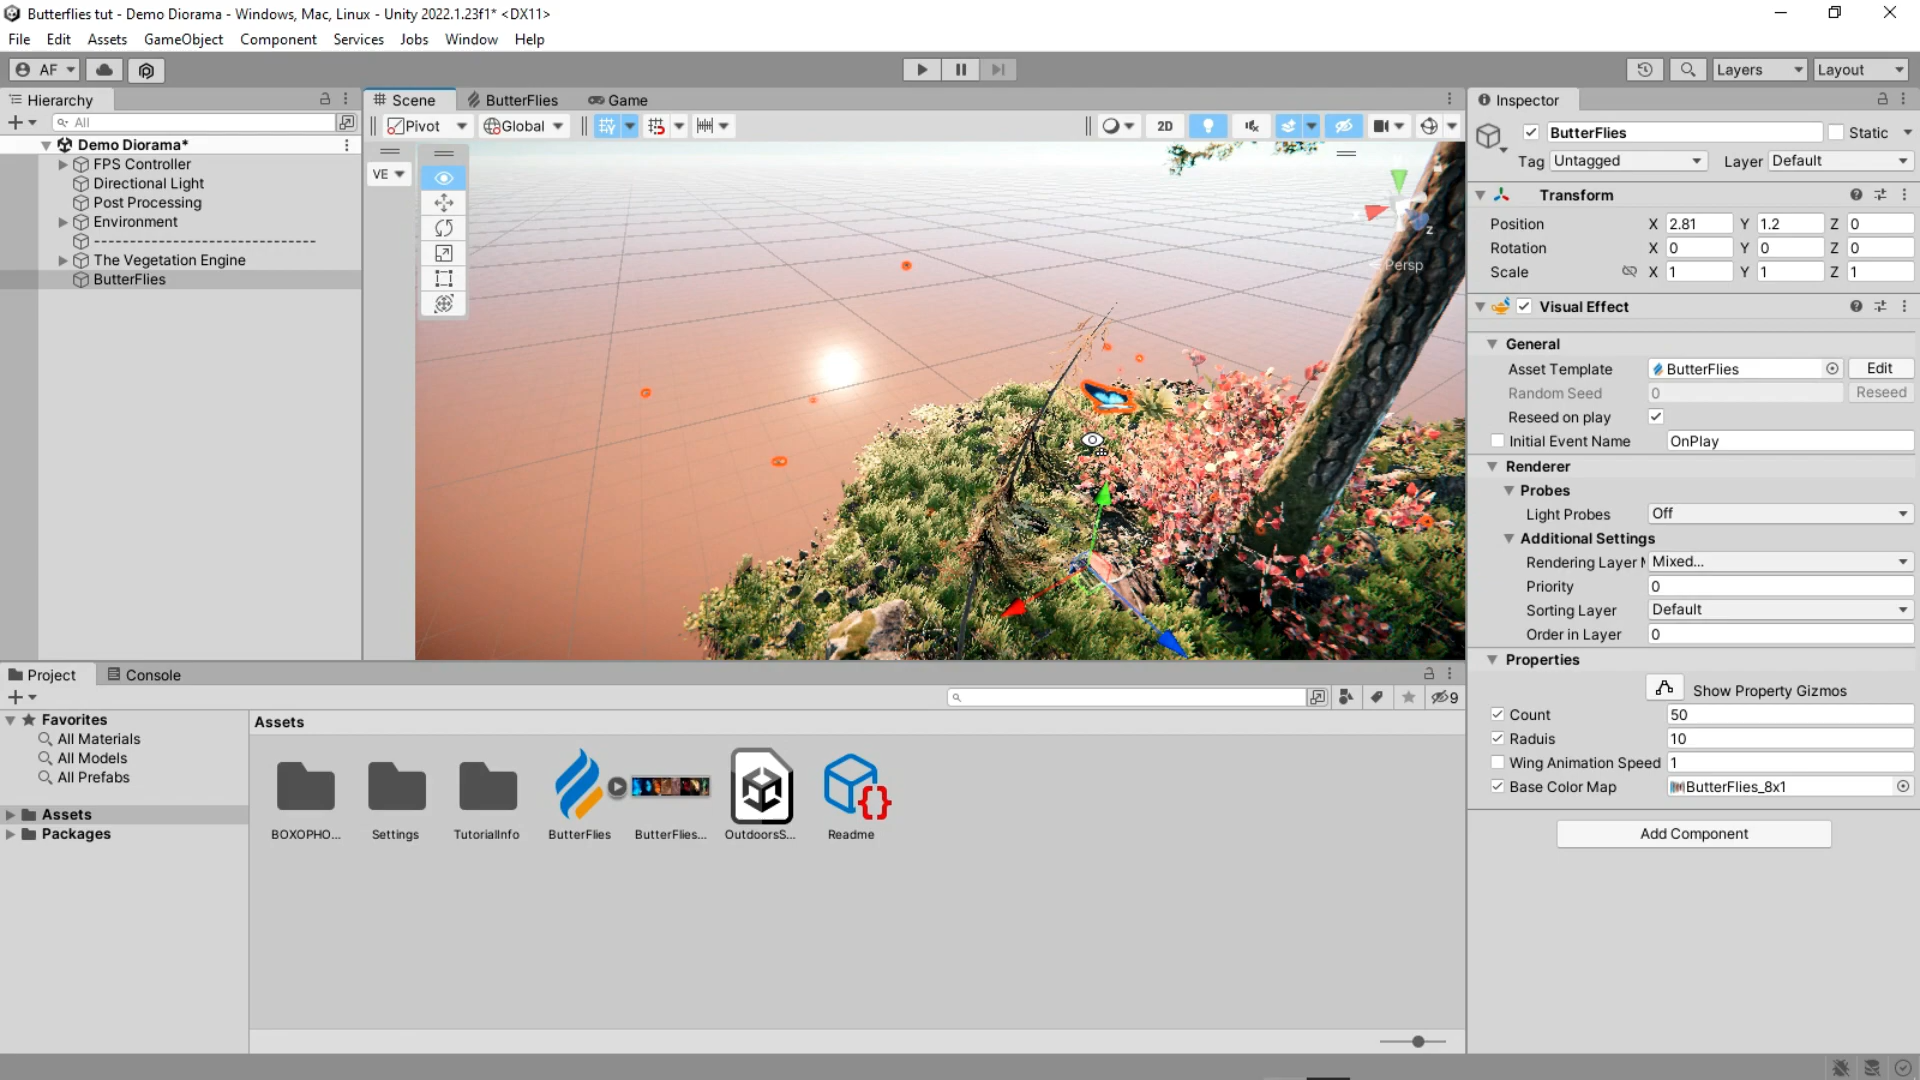 Butterflies tut - Demo Diorama - Windows, Mac, Linux - Unity 2022.1.23f1* <DX11>
File Edit Assets GameObject Component Services Jobs Window Help
AF
Layers
Layout
Hierarchy
All
Demo Diorama*
FPS Controller
Directional Light
Post Processing
Environment
-------------------------------
The Vegetation Engine
ButterFlies
Scene
ButterFlies
Game
Pivot
Global
2D
VE
z
Persp
Inspector
ButterFlies
Static
Tag Untagged
Layer Default
Transform
Position X 2.81 Y 1.2 Z 0
Rotation X 0 Y 0 Z 0
Scale X 1 Y 1 Z 1
Visual Effect
General
Asset Template ButterFlies Edit
Random Seed 0 Reseed
Reseed on play
Initial Event Name OnPlay
Renderer
Probes
Light Probes Off
Additional Settings
Rendering Layer Mixed...
Priority 0
Sorting Layer Default
Order in Layer 0
Properties
Show Property Gizmos
Count 50
Raduis 10
Wing Animation Speed 1
Base Color Map ButterFlies_8x1
Add Component
Project
Console
9
Favorites
All Materials
All Models
All Prefabs
Assets
Packages
Assets
BOXOPHO...
Settings
TutorialInfo
ButterFlies
ButterFlies...
OutdoorsS...
Readme